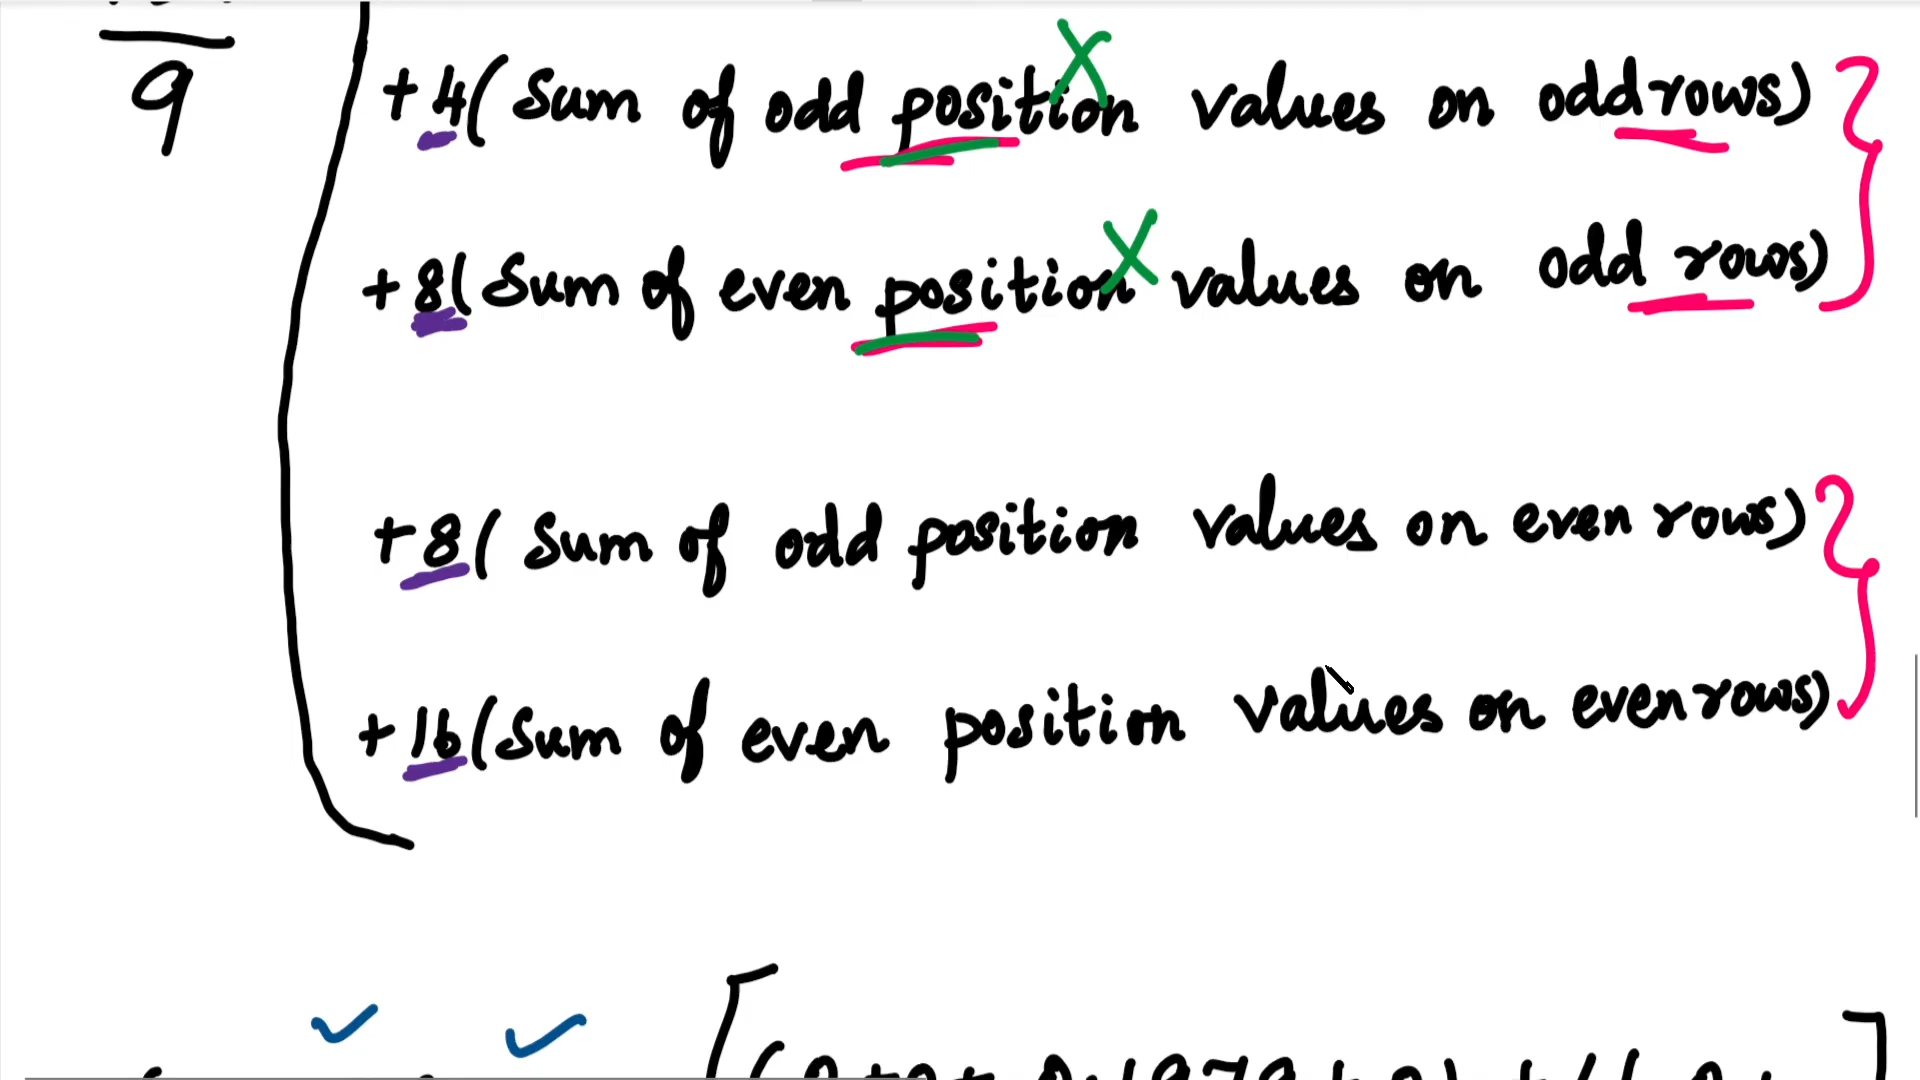 9
+4(Sum of odd position values on odd rows)
+8(Sum of even position values on odd rows)
+8(Sum of odd position values on even rows)
+16(Sum of even position values on even rows)